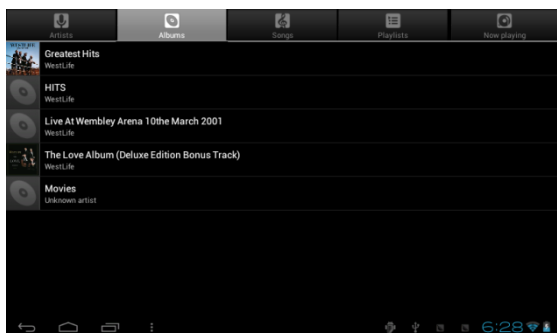 Artists
Albums
Songs
Playlists
Now playing
Greatest Hits
WestLife
HITS
WestLife
Live At Wembley Arena 10the March 2001
WestLife
The Love Album (Deluxe Edition Bonus Track)
WestLife
Movies
Unknown artist
6:28